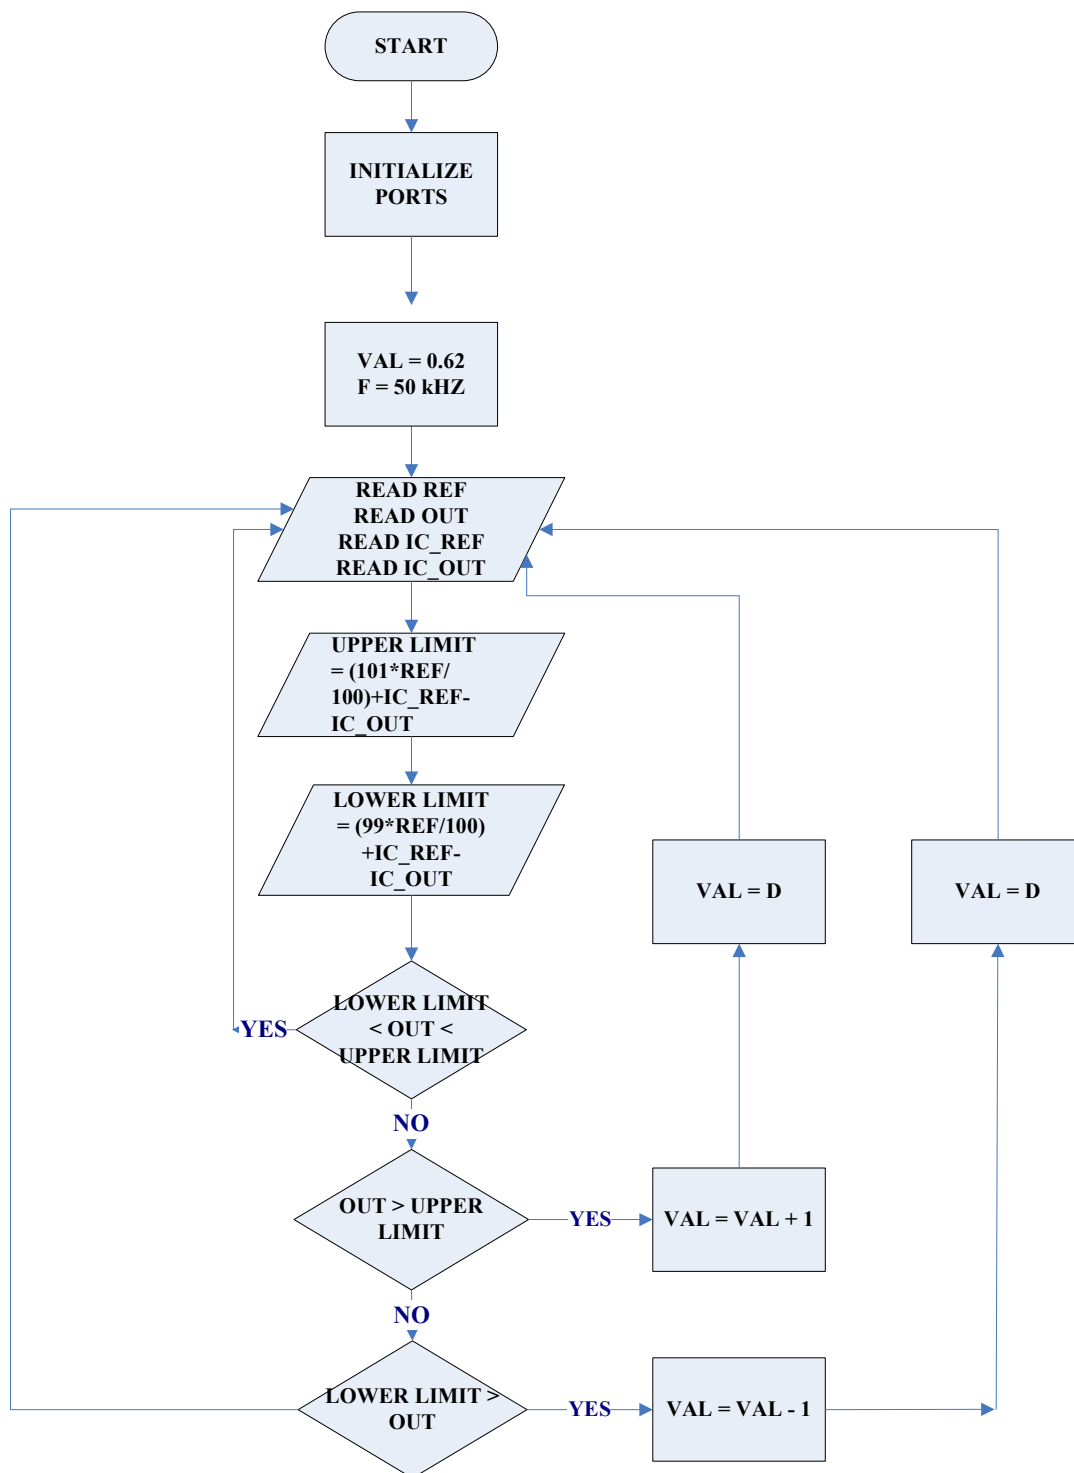 START
INITIALIZE
PORTS
VAL = 0.62
F = 50 kHZ
READ REF
READ OUT
READ IC_REF
READ IC_OUT
UPPER LIMIT
= (101*REF/
100)+IC_REF-
IC_OUT
LOWER LIMIT
= (99*REF/100)
+IC_REF-
IC_OUT
VAL = D
VAL = D
LOWER LIMIT
< OUT <
UPPER LIMIT
YES
NO
OUT > UPPER
LIMIT
YES
VAL = VAL + 1
NO
LOWER LIMIT >
OUT
YES
VAL = VAL - 1